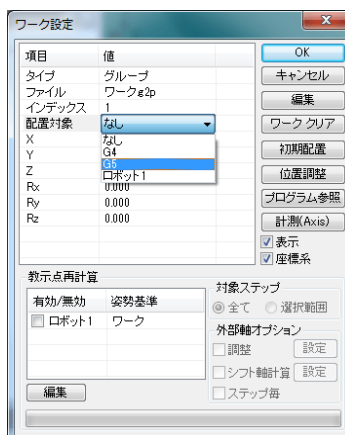 ワーク設定
項目 値
タイプ グループ
ファイル ワークg2p
インデックス 1
配置対象 なし
X なし
Y G4
Z G5
ロボット1
Rx 0.000
Ry 0.000
Rz 0.000
OK
キャンセル
編集
ワーク クリア
初期配置
位置調整
プログラム参照
計測(Axis)
表示
座標系
教示点再計算
有効/無効 姿勢基準
ロボット1 ワーク
編集
対象ステップ
全て 選択範囲
外部軸オプション
調整 設定
シフト軸計算 設定
ステップ毎